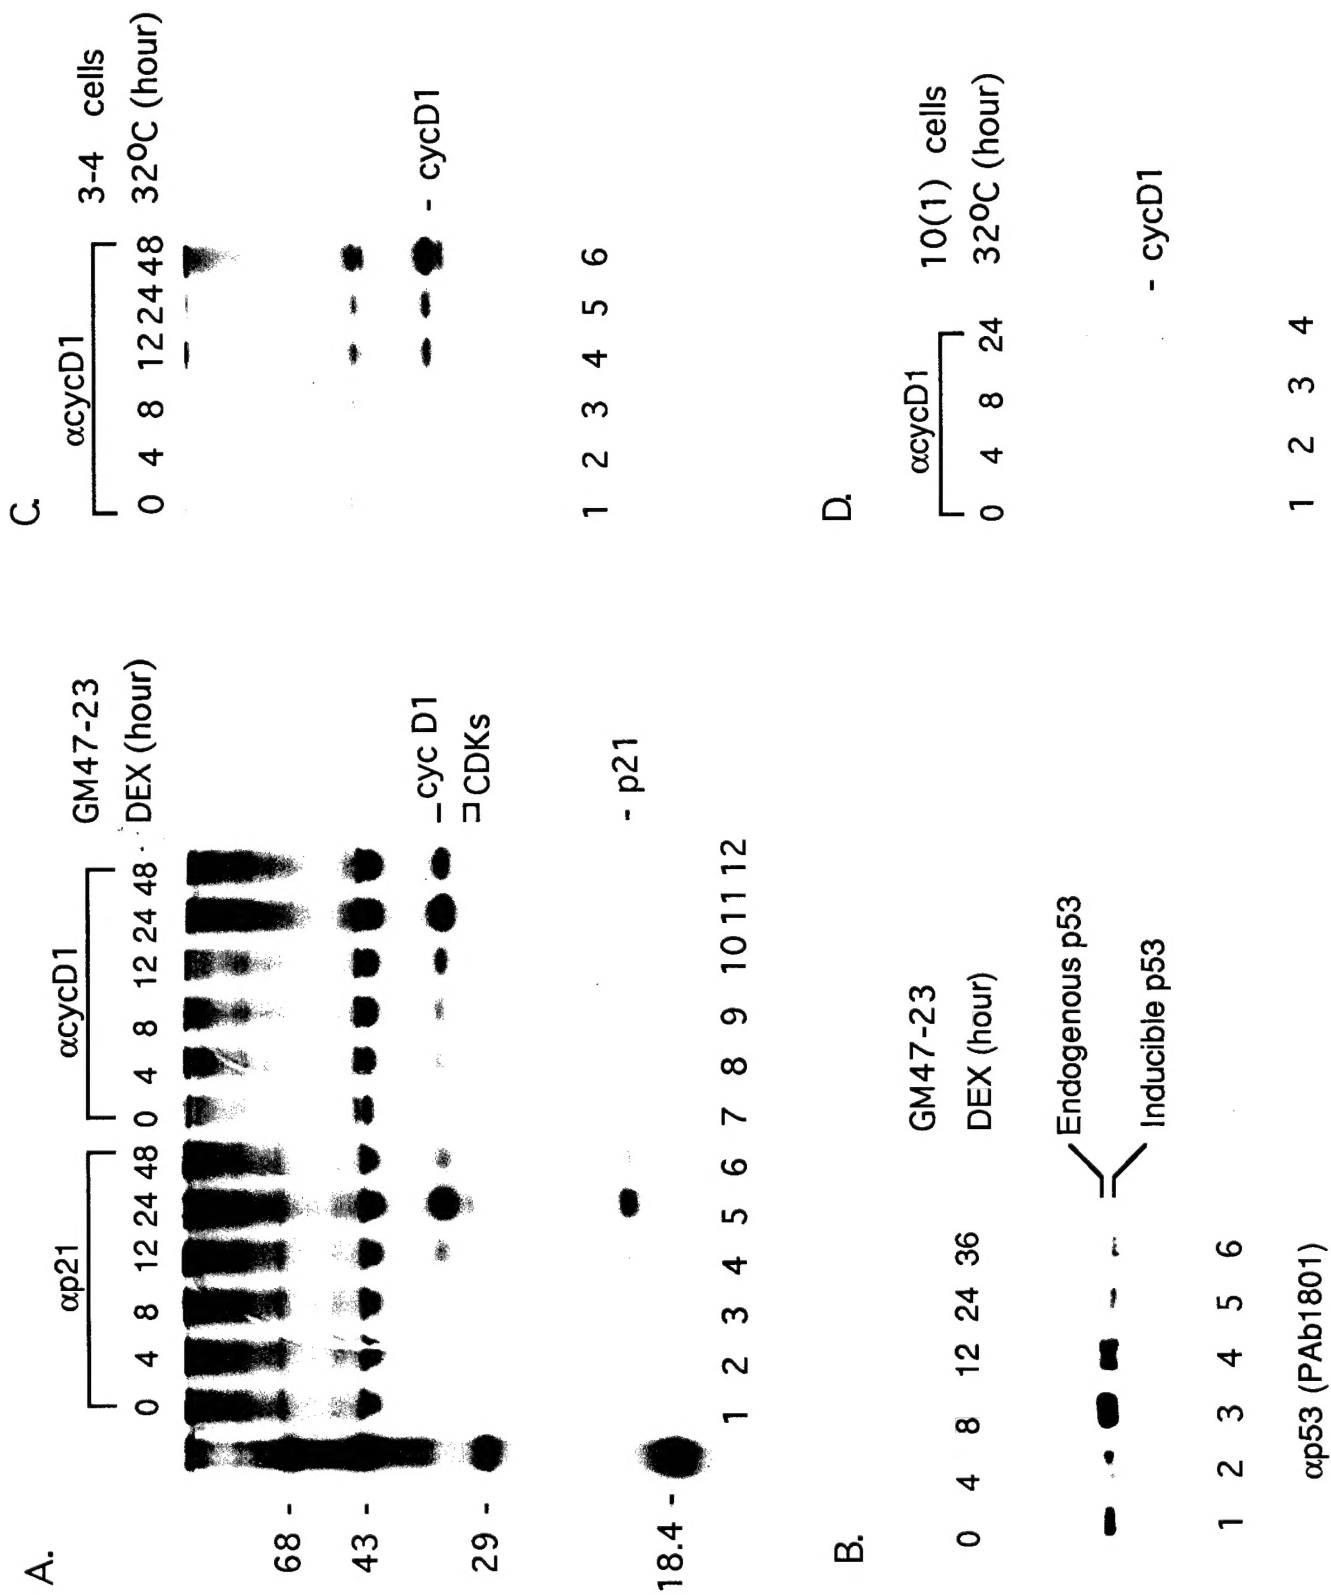 A.
αp21 αcycD1
0 4 8 12 24 48 0 4 8 12 24 48
GM47-23
DEX (hour)
68 -
43 -
29 -
18.4 -
cyc D1
CDKs
- p21
1 2 3 4 5 6 7 8 9 10 11 12
B.
GM47-23
0 4 8 12 24 36 DEX (hour)
Endogenous p53
Inducible p53
1 2 3 4 5 6
αp53 (PAb1801)
C.
αcycD1
3-4 cells
0 4 8 12 24 48 32ºC (hour)
- cycD1
1 2 3 4 5 6
D.
αcycD1
10(1) cells
0 4 8 24 32ºC (hour)
- cycD1
1 2 3 4